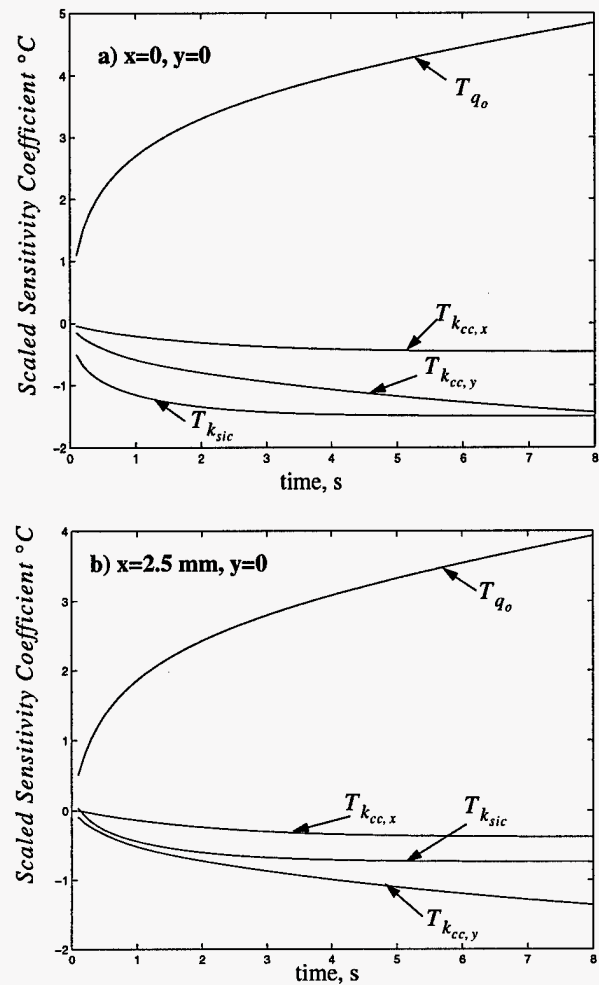 a) x=0, y=0
Scaled Sensitivity Coefficient °C
5
4
3
2
1
0
−1
−2
T_{q_o}
T_{k_{cc,x}}
T_{k_{cc,y}}
T_{k_{sic}}
0 1 2 3 4 5 6 7 8
time, s
b) x=2.5 mm, y=0
Scaled Sensitivity Coefficient °C
4
3
2
1
0
−1
−2
T_{q_o}
T_{k_{cc,x}}
T_{k_{sic}}
T_{k_{cc,y}}
0 1 2 3 4 5 6 7 8
time, s